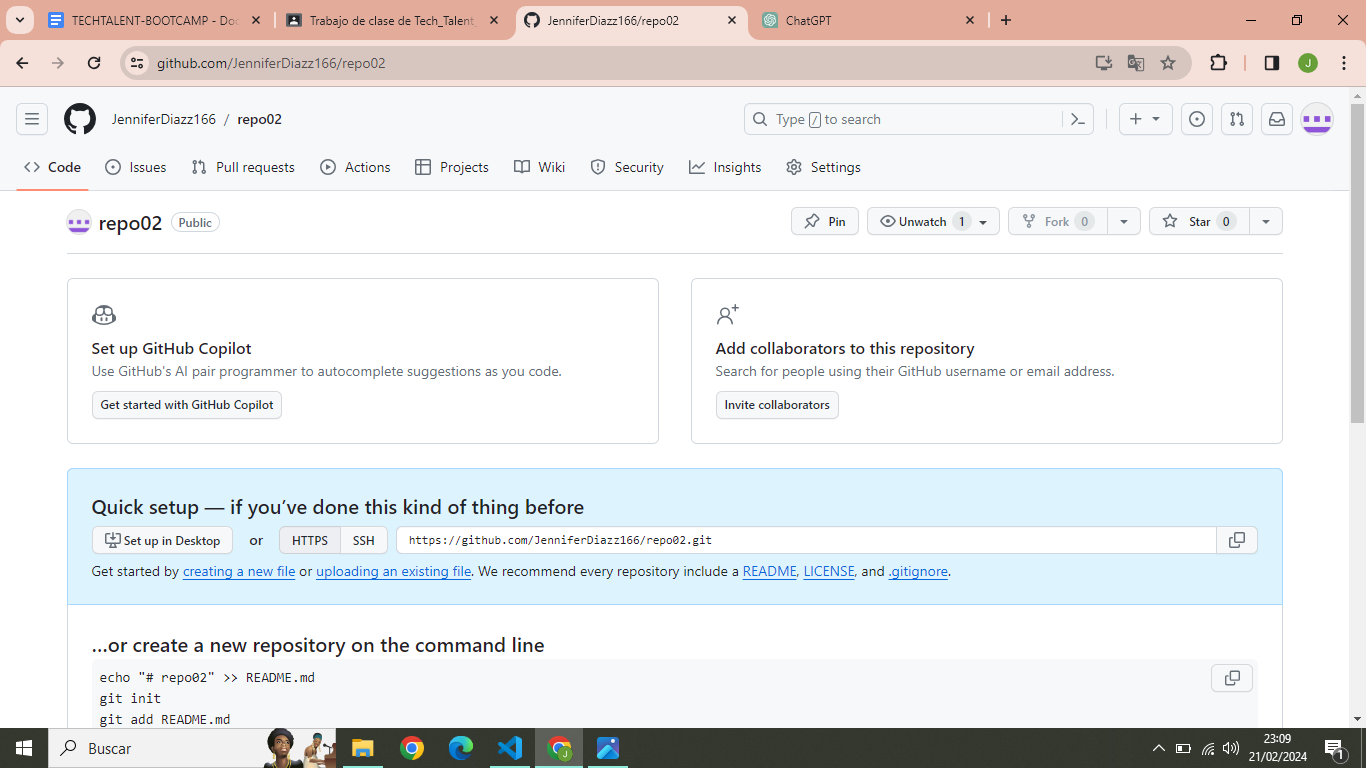 TECHTALENT-BOOTCAMP - Doc
Trabajo de clase de Tech_Talent_
JenniferDiazz166/repo02
ChatGPT
github.com/JenniferDiazz166/repo02
J
JenniferDiazz166 / repo02
Type / to search
Code Issues Pull requests Actions Projects Wiki Security Insights Settings
repo02 Public
Pin Unwatch 1 Fork 0 Star 0
Set up GitHub Copilot
Use GitHub's AI pair programmer to autocomplete suggestions as you code.
Get started with GitHub Copilot
Add collaborators to this repository
Search for people using their GitHub username or email address.
Invite collaborators
Quick setup — if you’ve done this kind of thing before
Set up in Desktop or HTTPS SSH https://github.com/JenniferDiazz166/repo02.git
Get started by creating a new file or uploading an existing file. We recommend every repository include a README, LICENSE, and .gitignore.
…or create a new repository on the command line
echo "# repo02" >> README.md
git init
git add README.md
Buscar
J
23:09
21/02/2024
1